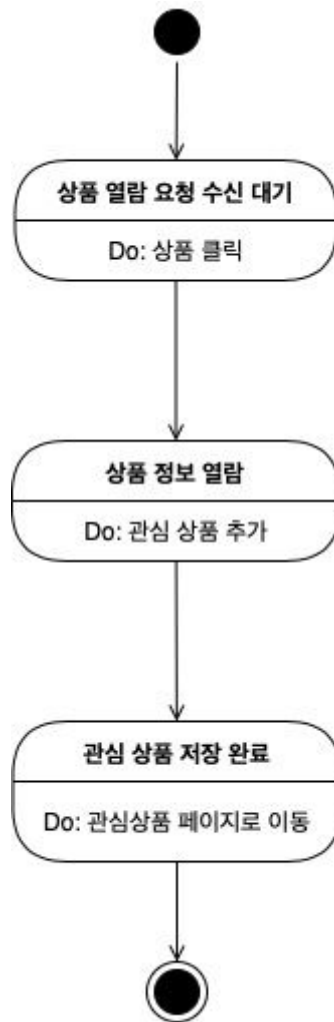 상품 열람 요청 수신 대기
Do: 상품 클릭
상품 정보 열람
Do: 관심 상품 추가
관심 상품 저장 완료
Do: 관심상품 페이지로 이동